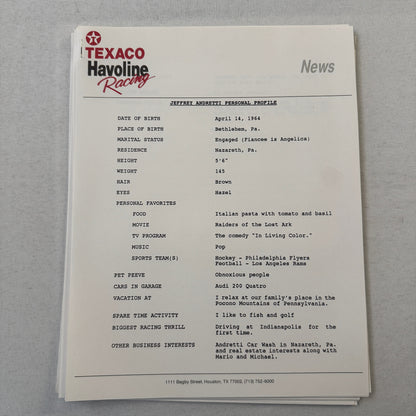 TEXACO
Havoline
Racing
News
JEFFREY ANDRETTI PERSONAL PROFILE
DATE OF BIRTH April 14, 1964
PLACE OF BIRTH Bethlehem, Pa.
MARITAL STATUS Engaged (Fiancee is Angelica)
RESIDENCE Nazareth, Pa.
HEIGHT 5'6"
WEIGHT 145
HAIR Brown
EYES Hazel
PERSONAL FAVORITES
FOOD Italian pasta with tomato and basil
MOVIE Raiders of the Lost Ark
TV PROGRAM The comedy "In Living Color."
MUSIC Pop
SPORTS TEAM(S) Hockey - Philadelphia Flyers
Football - Los Angeles Rams
PET PEEVE Obnoxious people
CARS IN GARAGE Audi 200 Quatro
VACATION AT I relax at our family's place in the
Pocono Mountains of Pennsylvania.
SPARE TIME ACTIVITY I like to fish and golf
BIGGEST RACING THRILL Driving at Indianapolis for the
first time.
OTHER BUSINESS INTERESTS Andretti Car Wash in Nazareth, Pa.
and real estate interests along with
Mario and Michael.
1111 Bagby Street, Houston, TX 77002, (713) 752-6000